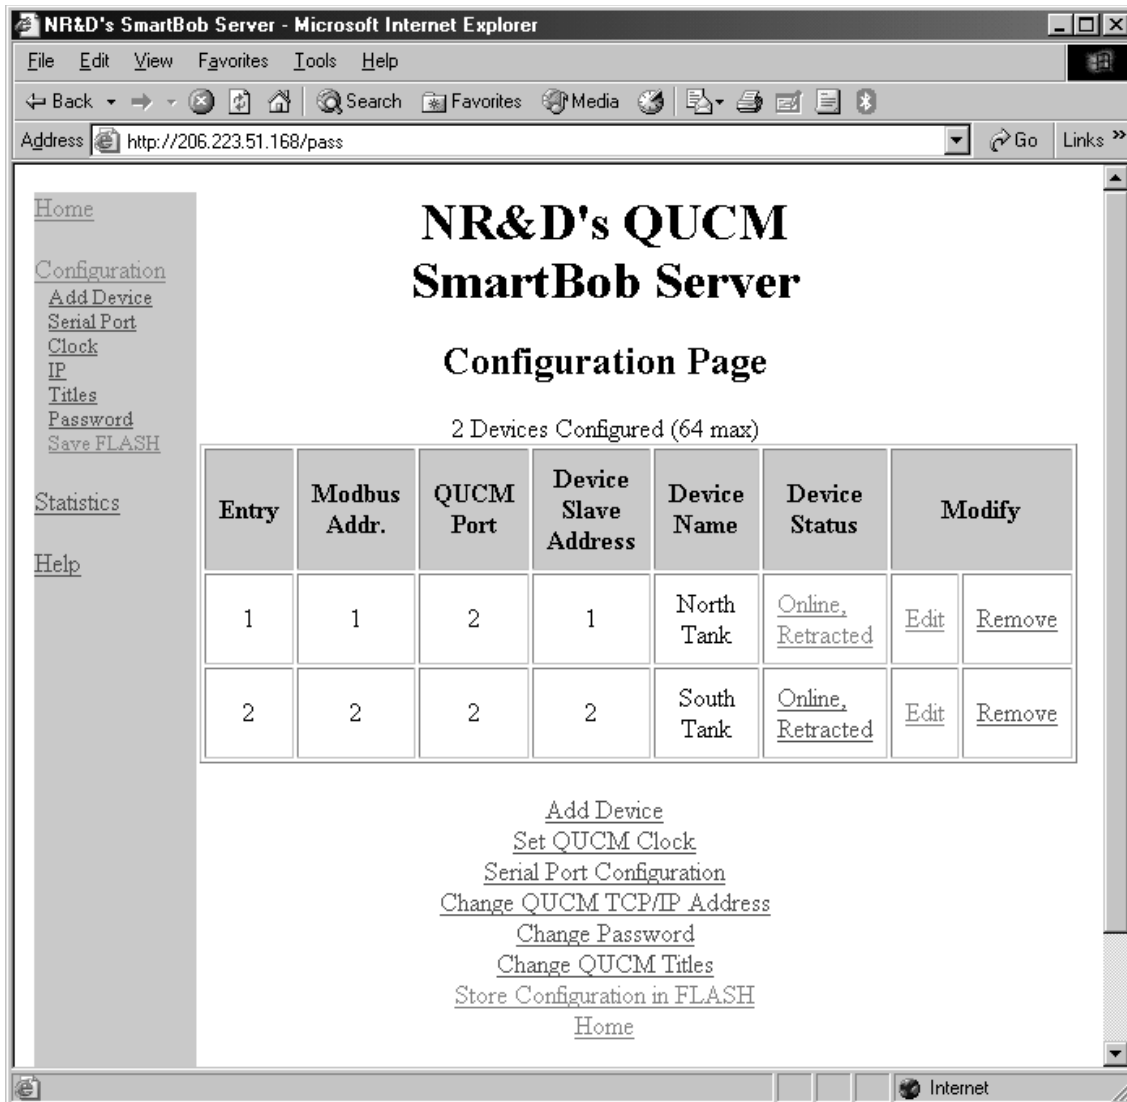 NR&D's SmartBob Server - Microsoft Internet Explorer
File Edit View Favorites Tools Help
Back Search Favorites Media
Address http://206.223.51.168/pass Go Links »
Home
Configuration
Add Device
Serial Port
Clock
IP
Titles
Password
Save FLASH
Statistics
Help
NR&D's QUCM
SmartBob Server
Configuration Page
2 Devices Configured (64 max)
Entry Modbus Addr. QUCM Port Device Slave Address Device Name Device Status Modify
1 1 2 1 North Tank Online, Retracted Edit Remove
2 2 2 2 South Tank Online, Retracted Edit Remove
Add Device
Set QUCM Clock
Serial Port Configuration
Change QUCM TCP/IP Address
Change Password
Change QUCM Titles
Store Configuration in FLASH
Home
Internet